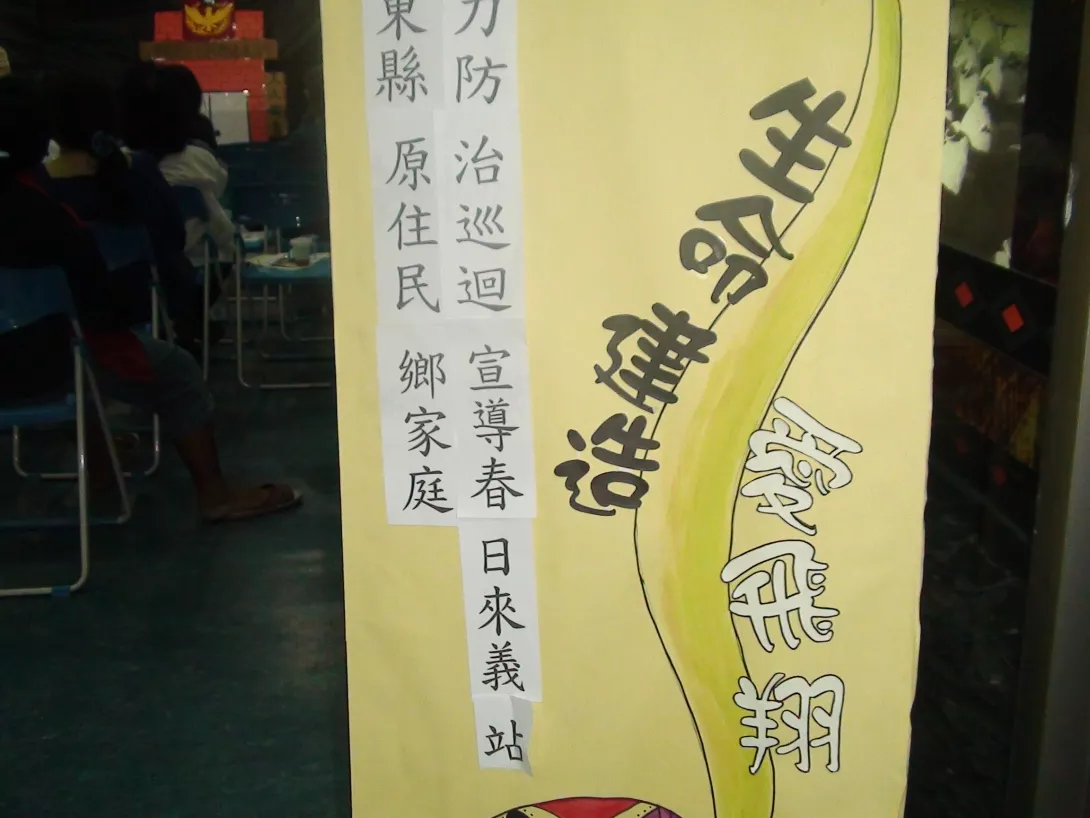 生命建造
愛飛翔
力防治巡迴宣導春日來義站
東縣原住民鄉家庭